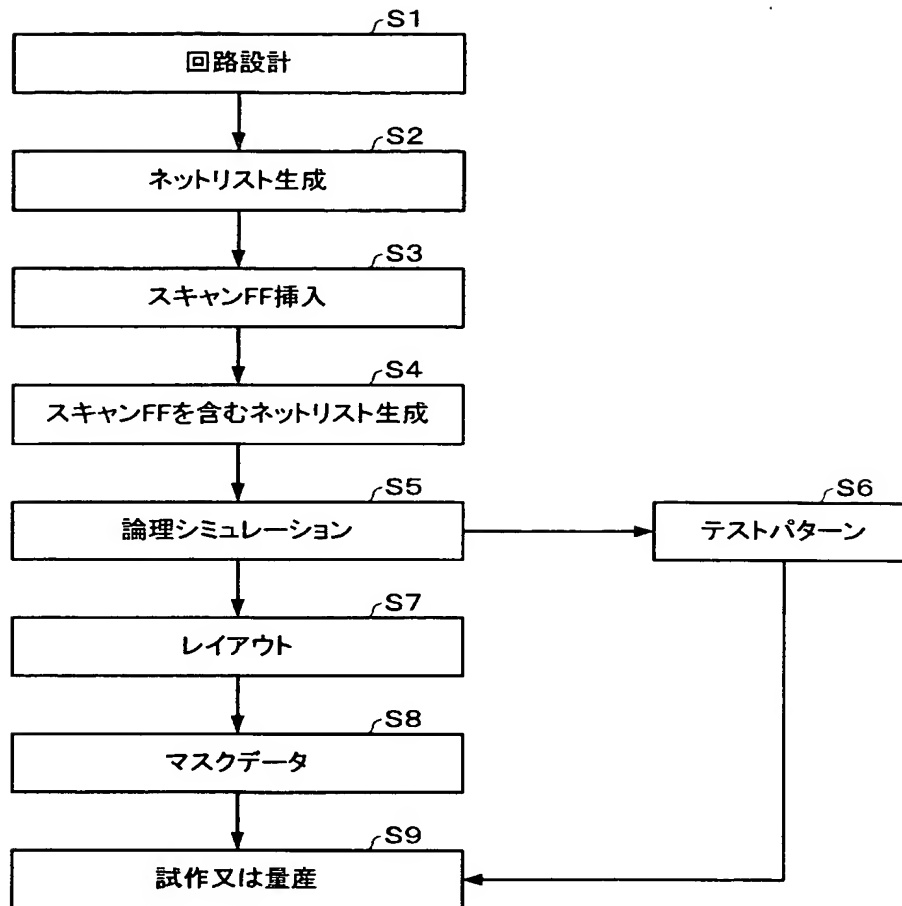 S1
回路設計
S2
ネットリスト生成
S3
スキャンFF挿入
S4
スキャンFFを含むネットリスト生成
S5
論理シミュレーション
S6
テストパターン
S7
レイアウト
S8
マスクデータ
S9
試作又は量産